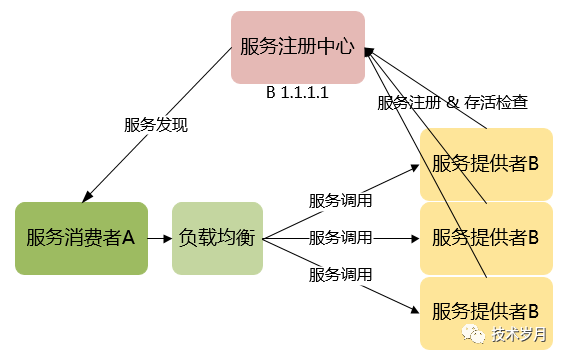 服务注册中心
B 1.1.1.1
服务注册 & 存活检查
服务发现
服务提供者B
服务调用
服务消费者A
负载均衡
服务调用
服务提供者B
服务调用
服务提供者B
技术岁月